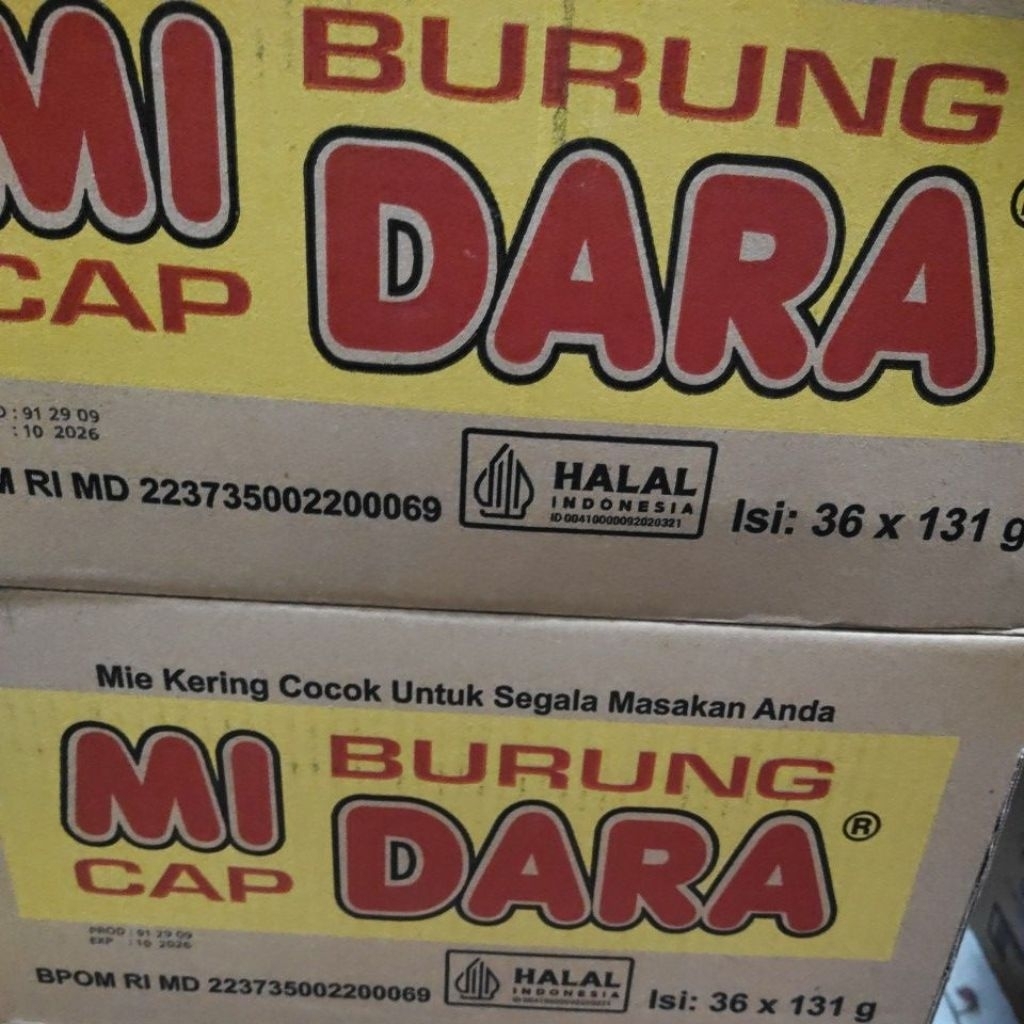 MI BURUNG
CAP DARA
: 91 29 09
: 10 2026
RI MD 223735002200069
HALAL
INDONESIA
ID 00410000092020321
Isi: 36 x 131 g
Mie Kering Cocok Untuk Segala Masakan Anda
MI BURUNG
CAP DARA ®
PROD : 91 29 09
EXP : 10 2026
BPOM RI MD 223735002200069
HALAL
INDONESIA
Isi: 36 x 131 g